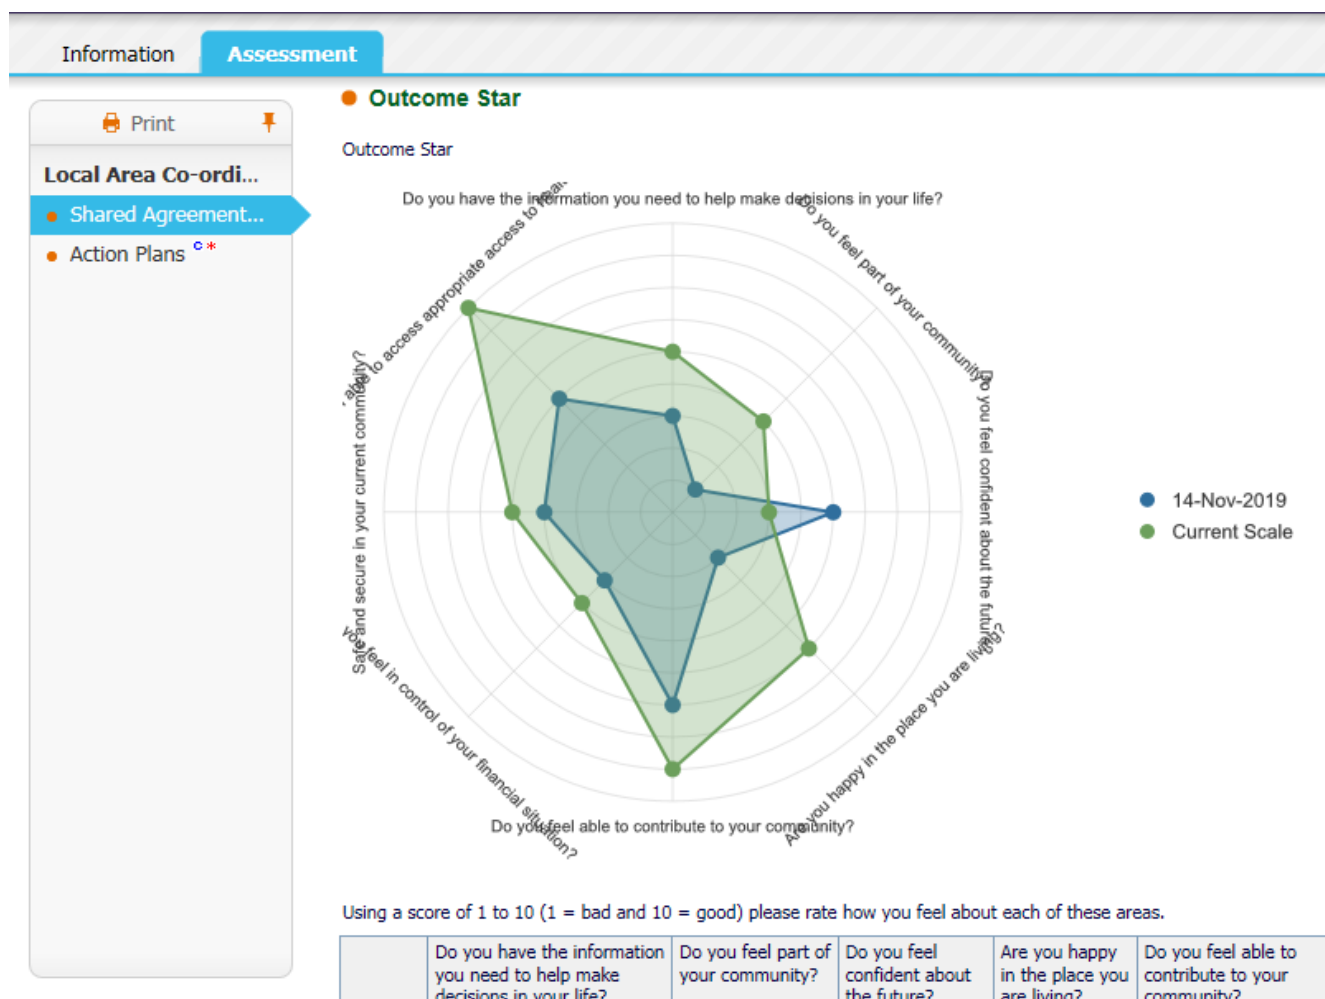 Information
Assessment
Print
Local Area Co-ordi...
Shared Agreement...
Action Plans c *
Outcome Star
Outcome Star
Do you have the information you need to help make decisions in your life?
Do you feel part of your community?
Do you feel confident about the future?
Are you happy in the place you are living?
Do you feel able to contribute to your community?
you feel in control of your financial situation?
Safe and secure in your current community?
able to access appropriate access to
14-Nov-2019
Current Scale
Using a score of 1 to 10 (1 = bad and 10 = good) please rate how you feel about each of these areas.
Do you have the information
you need to help make
decisions in your life?
Do you feel part of
your community?
Do you feel
confident about
the future?
Are you happy
in the place you
are living?
Do you feel able to
contribute to your
community?